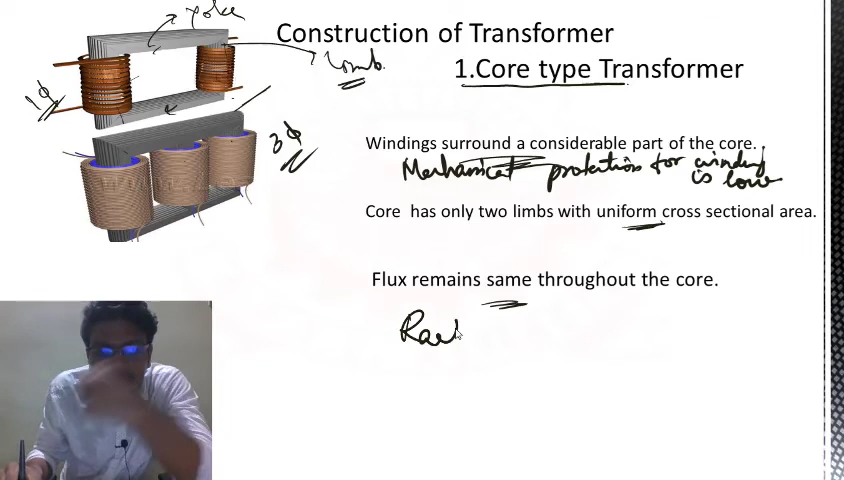 yoke
Construction of Transformer
limb.
1.Core type Transformer
1φ
3φ
Windings surround a considerable part of the core.
Mechanical protection for winding
is low
Core has only two limbs with uniform cross sectional area.
Flux remains same throughout the core.